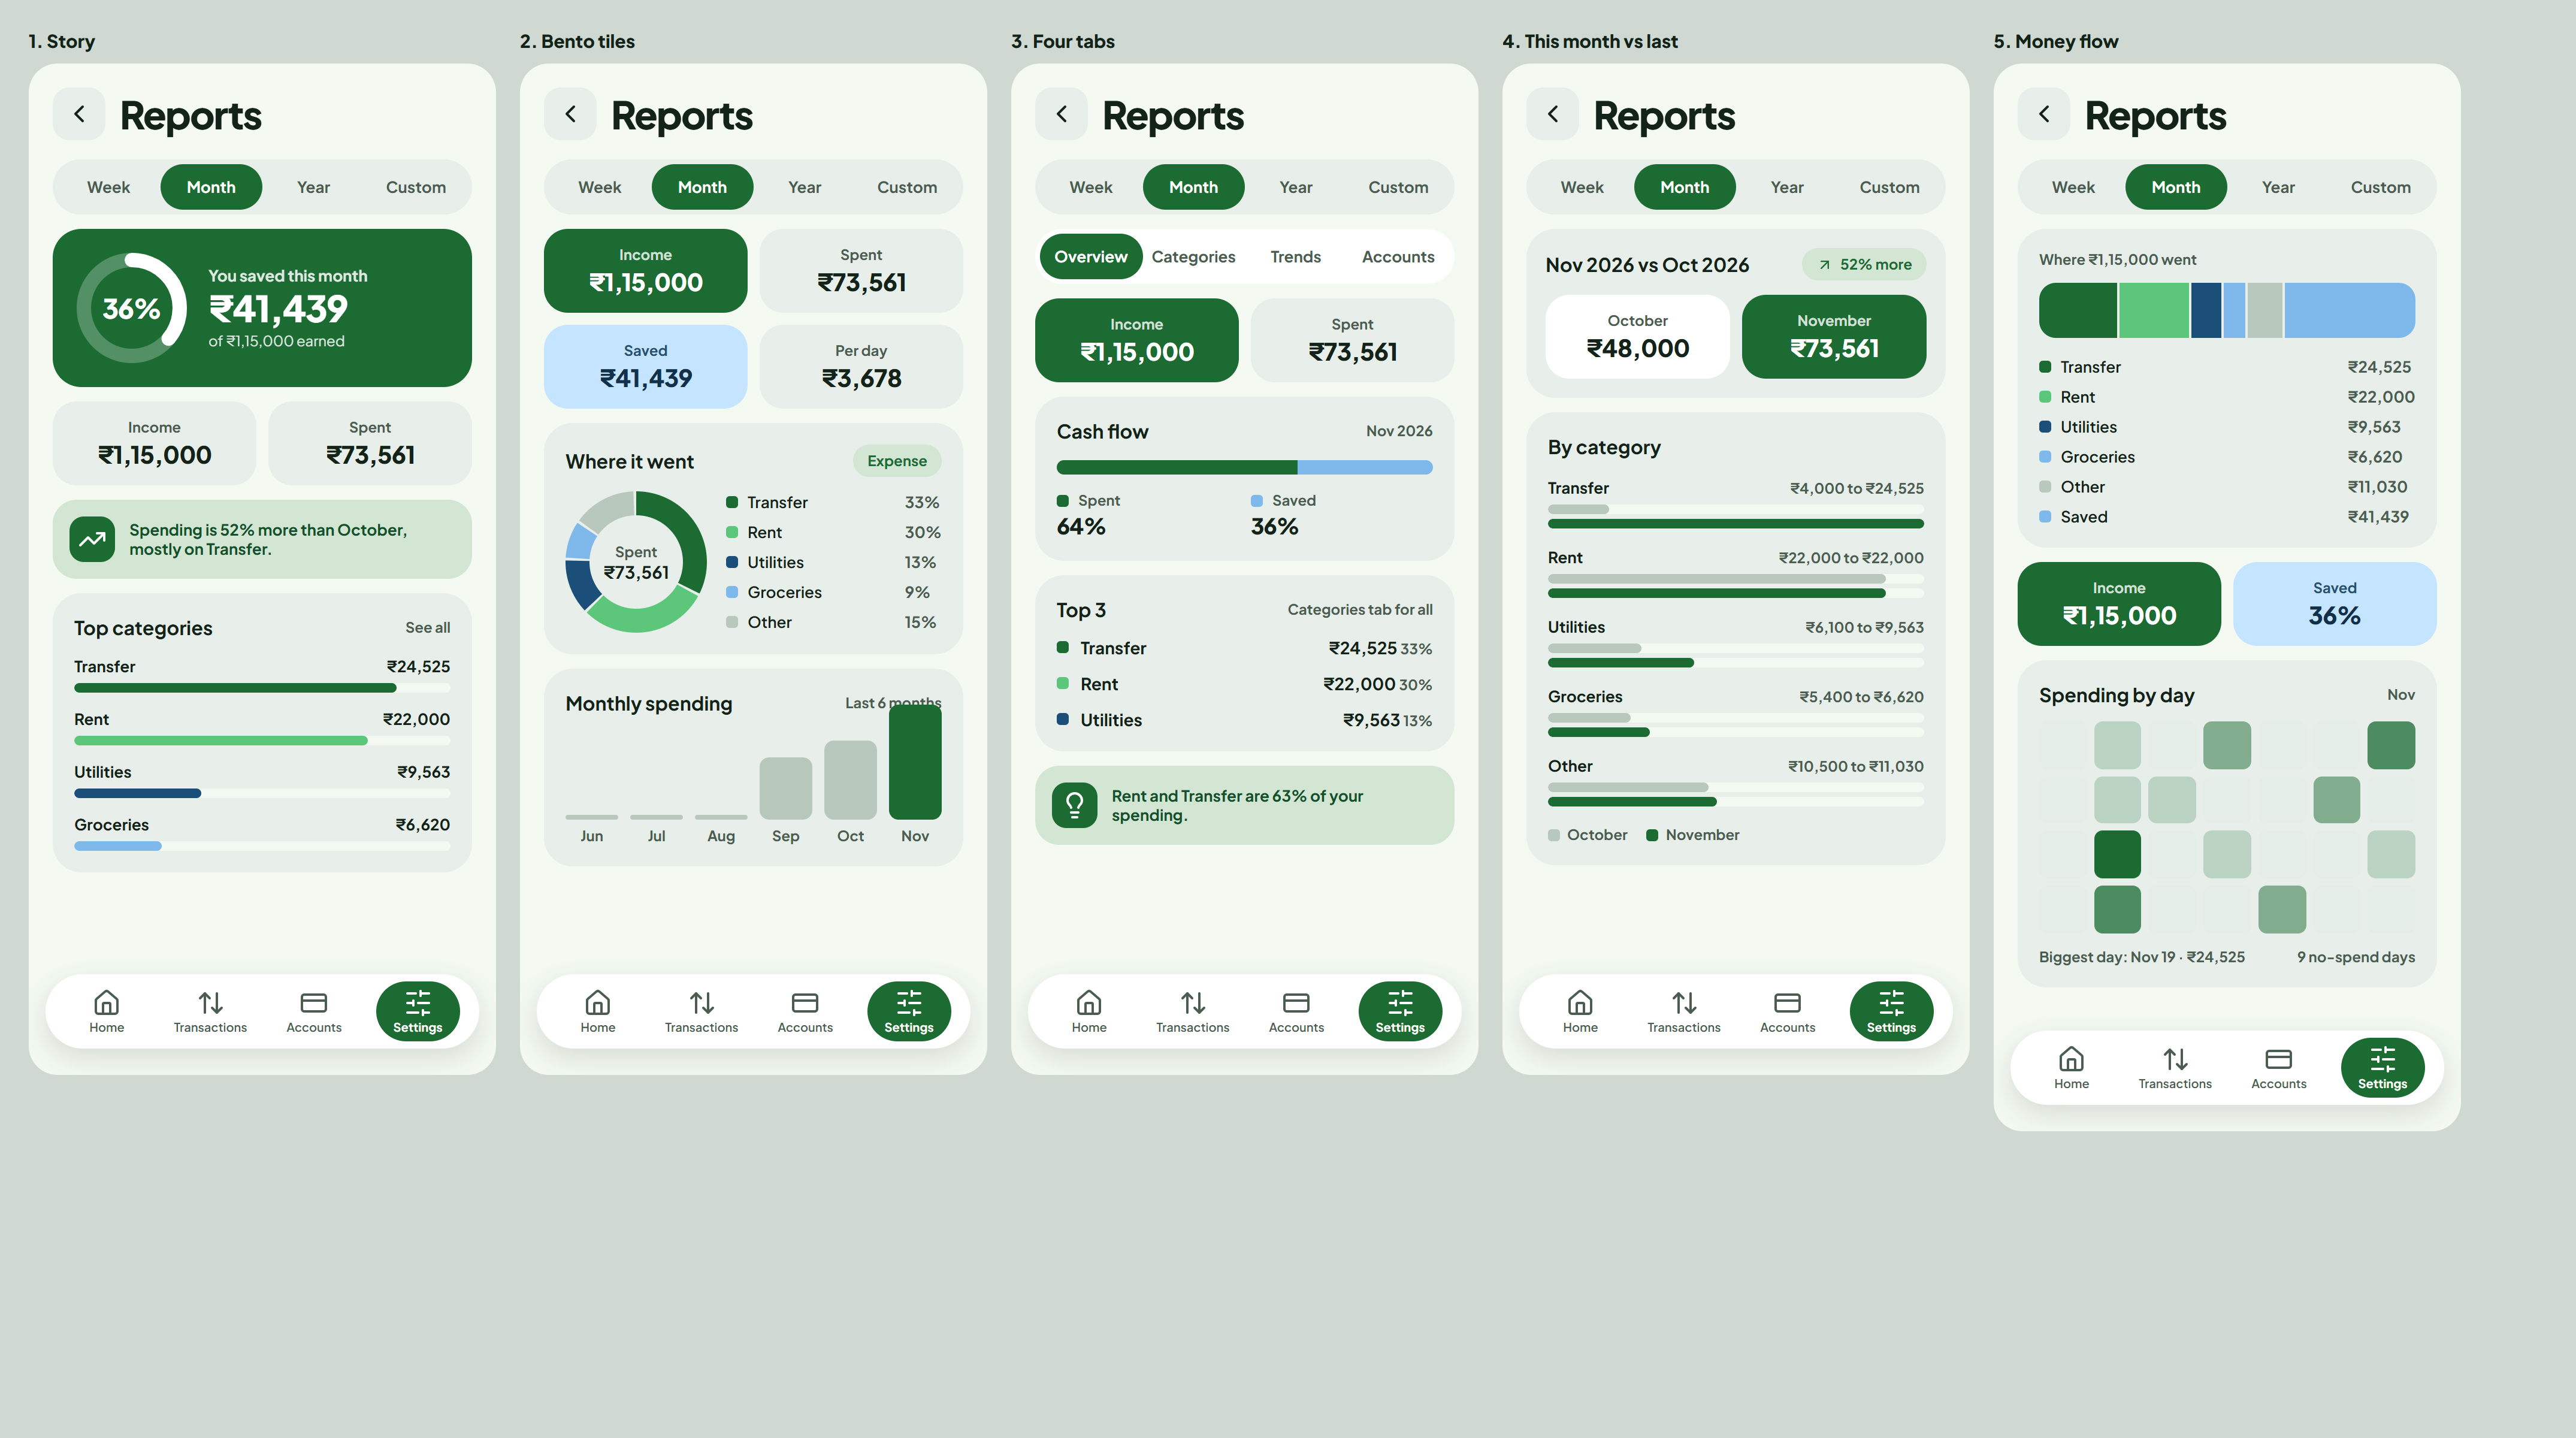 1. Story
Reports
Week Month Year Custom
36%
You saved this month
₹41,439
of ₹1,15,000 earned
Income
₹1,15,000
Spent
₹73,561
Spending is 52% more than October,
mostly on Transfer.
Top categories See all
Transfer ₹24,525
Rent ₹22,000
Utilities ₹9,563
Groceries ₹6,620
Home Transactions Accounts Settings
2. Bento tiles
Reports
Week Month Year Custom
Income
₹1,15,000
Spent
₹73,561
Saved
₹41,439
Per day
₹3,678
Where it went Expense
Spent
₹73,561
Transfer 33%
Rent 30%
Utilities 13%
Groceries 9%
Other 15%
Monthly spending Last 6 months
Jun Jul Aug Sep Oct Nov
Home Transactions Accounts Settings
3. Four tabs
Reports
Week Month Year Custom
Overview Categories Trends Accounts
Income
₹1,15,000
Spent
₹73,561
Cash flow Nov 2026
Spent
64%
Saved
36%
Top 3 Categories tab for all
Transfer ₹24,525 33%
Rent ₹22,000 30%
Utilities ₹9,563 13%
Rent and Transfer are 63% of your
spending.
Home Transactions Accounts Settings
4. This month vs last
Reports
Week Month Year Custom
Nov 2026 vs Oct 2026 52% more
October
₹48,000
November
₹73,561
By category
Transfer ₹4,000 to ₹24,525
Rent ₹22,000 to ₹22,000
Utilities ₹6,100 to ₹9,563
Groceries ₹5,400 to ₹6,620
Other ₹10,500 to ₹11,030
October November
Home Transactions Accounts Settings
5. Money flow
Reports
Week Month Year Custom
Where ₹1,15,000 went
Transfer ₹24,525
Rent ₹22,000
Utilities ₹9,563
Groceries ₹6,620
Other ₹11,030
Saved ₹41,439
Income
₹1,15,000
Saved
36%
Spending by day Nov
Biggest day: Nov 19 · ₹24,525 9 no-spend days
Home Transactions Accounts Settings